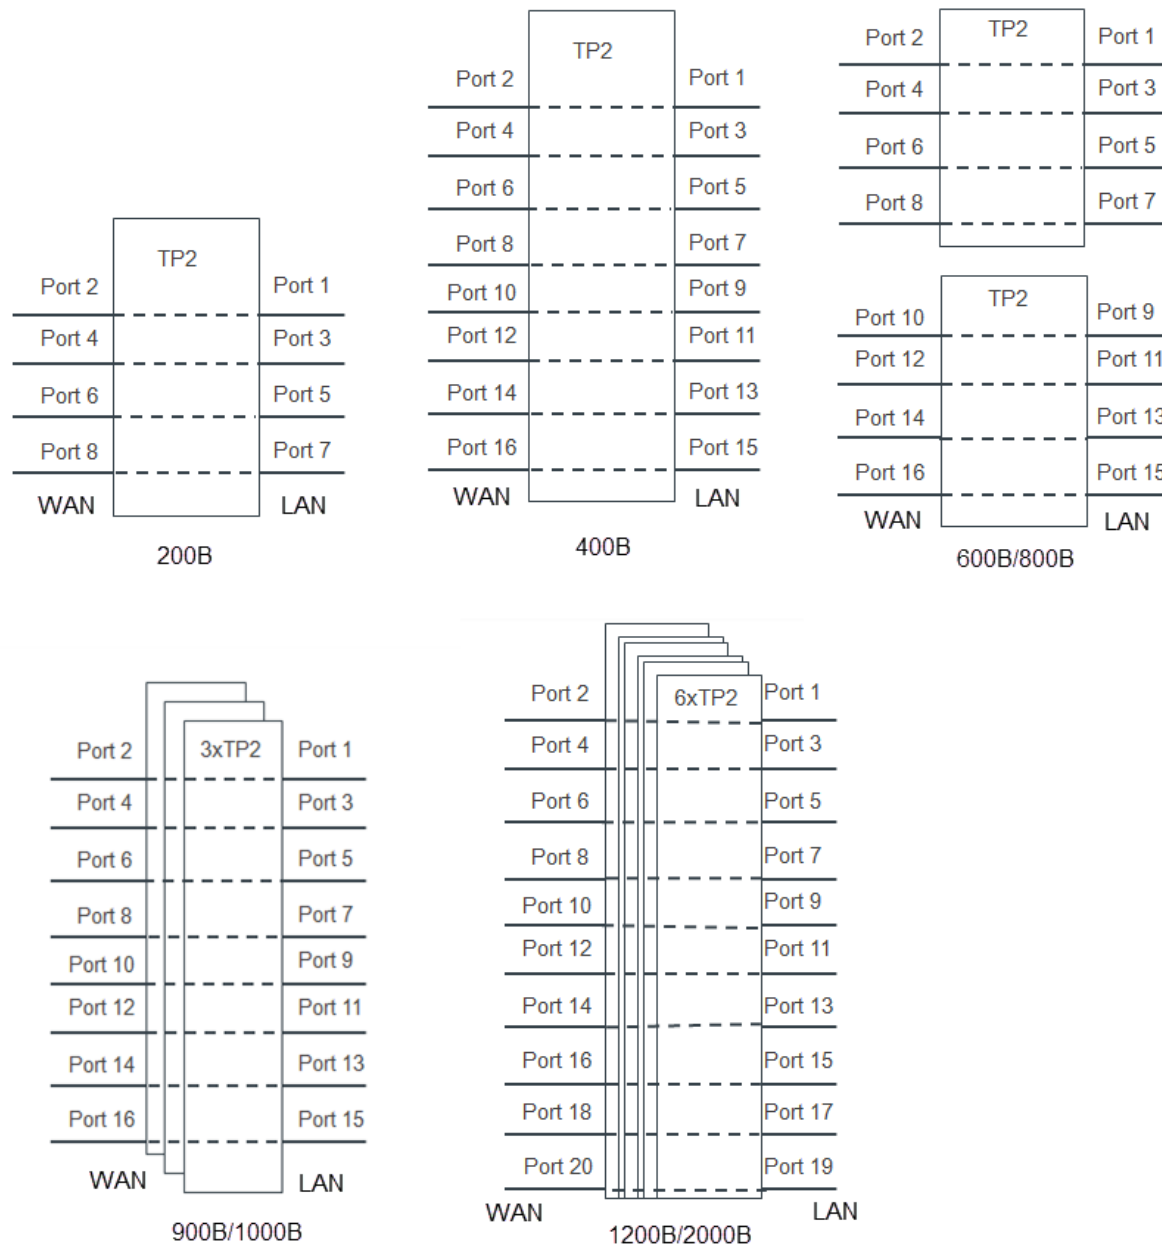 TP2
Port 2 Port 1
Port 4 Port 3
Port 6 Port 5
Port 8 Port 7
WAN LAN
200B
TP2
Port 2 Port 1
Port 4 Port 3
Port 6 Port 5
Port 8 Port 7
Port 10 Port 9
Port 12 Port 11
Port 14 Port 13
Port 16 Port 15
WAN LAN
400B
TP2
Port 2 Port 1
Port 4 Port 3
Port 6 Port 5
Port 8 Port 7
TP2
Port 10 Port 9
Port 12 Port 11
Port 14 Port 13
Port 16 Port 15
WAN LAN
600B/800B
3xTP2
Port 2 Port 1
Port 4 Port 3
Port 6 Port 5
Port 8 Port 7
Port 10 Port 9
Port 12 Port 11
Port 14 Port 13
Port 16 Port 15
WAN LAN
900B/1000B
6xTP2
Port 2 Port 1
Port 4 Port 3
Port 6 Port 5
Port 8 Port 7
Port 10 Port 9
Port 12 Port 11
Port 14 Port 13
Port 16 Port 15
Port 18 Port 17
Port 20 Port 19
WAN LAN
1200B/2000B